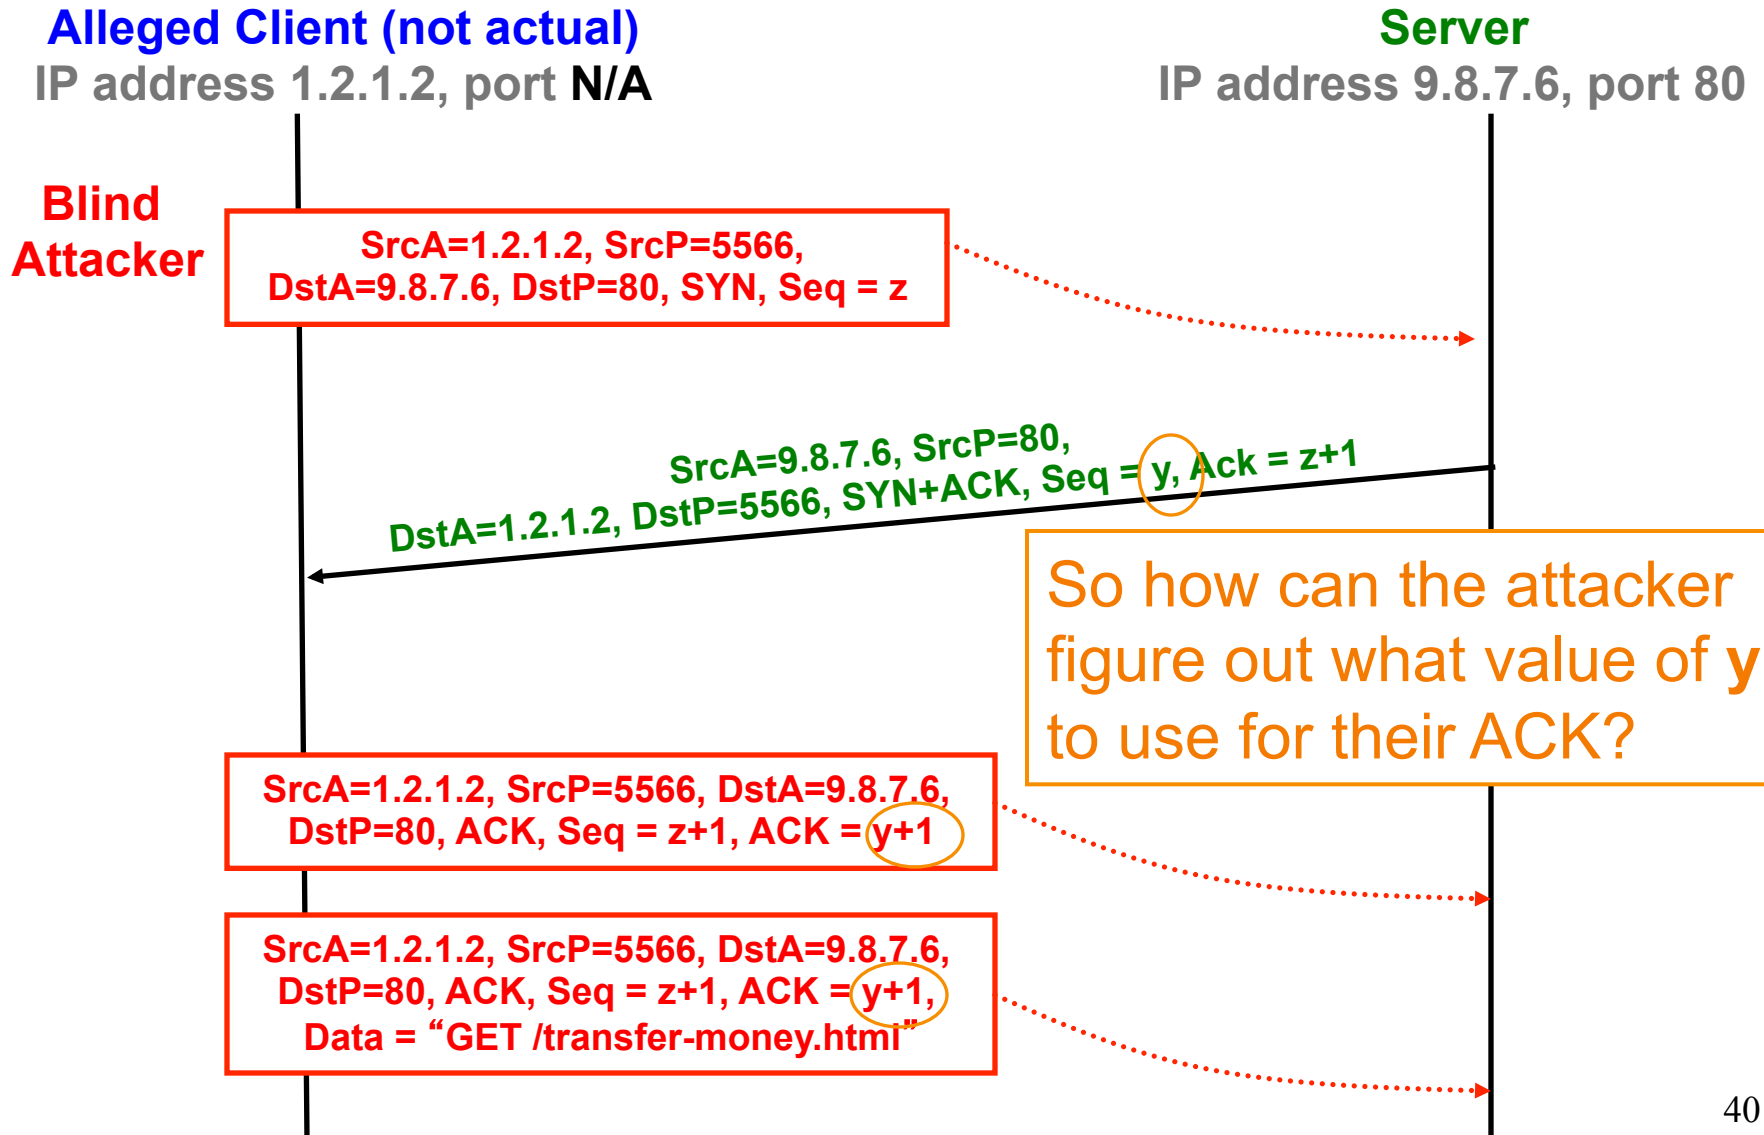 Alleged Client (not actual)
IP address 1.2.1.2, port N/A
Server
IP address 9.8.7.6, port 80
Blind
Attacker
SrcA=1.2.1.2, SrcP=5566,
DstA=9.8.7.6, DstP=80, SYN, Seq = z
SrcA=9.8.7.6, SrcP=80,
DstA=1.2.1.2, DstP=5566, SYN+ACK, Seq = y, Ack = z+1
So how can the attacker
figure out what value of y
to use for their ACK?
SrcA=1.2.1.2, SrcP=5566, DstA=9.8.7.6,
DstP=80, ACK, Seq = z+1, ACK = y+1
SrcA=1.2.1.2, SrcP=5566, DstA=9.8.7.6,
DstP=80, ACK, Seq = z+1, ACK = y+1,
Data = “GET /transfer-money.html”
40